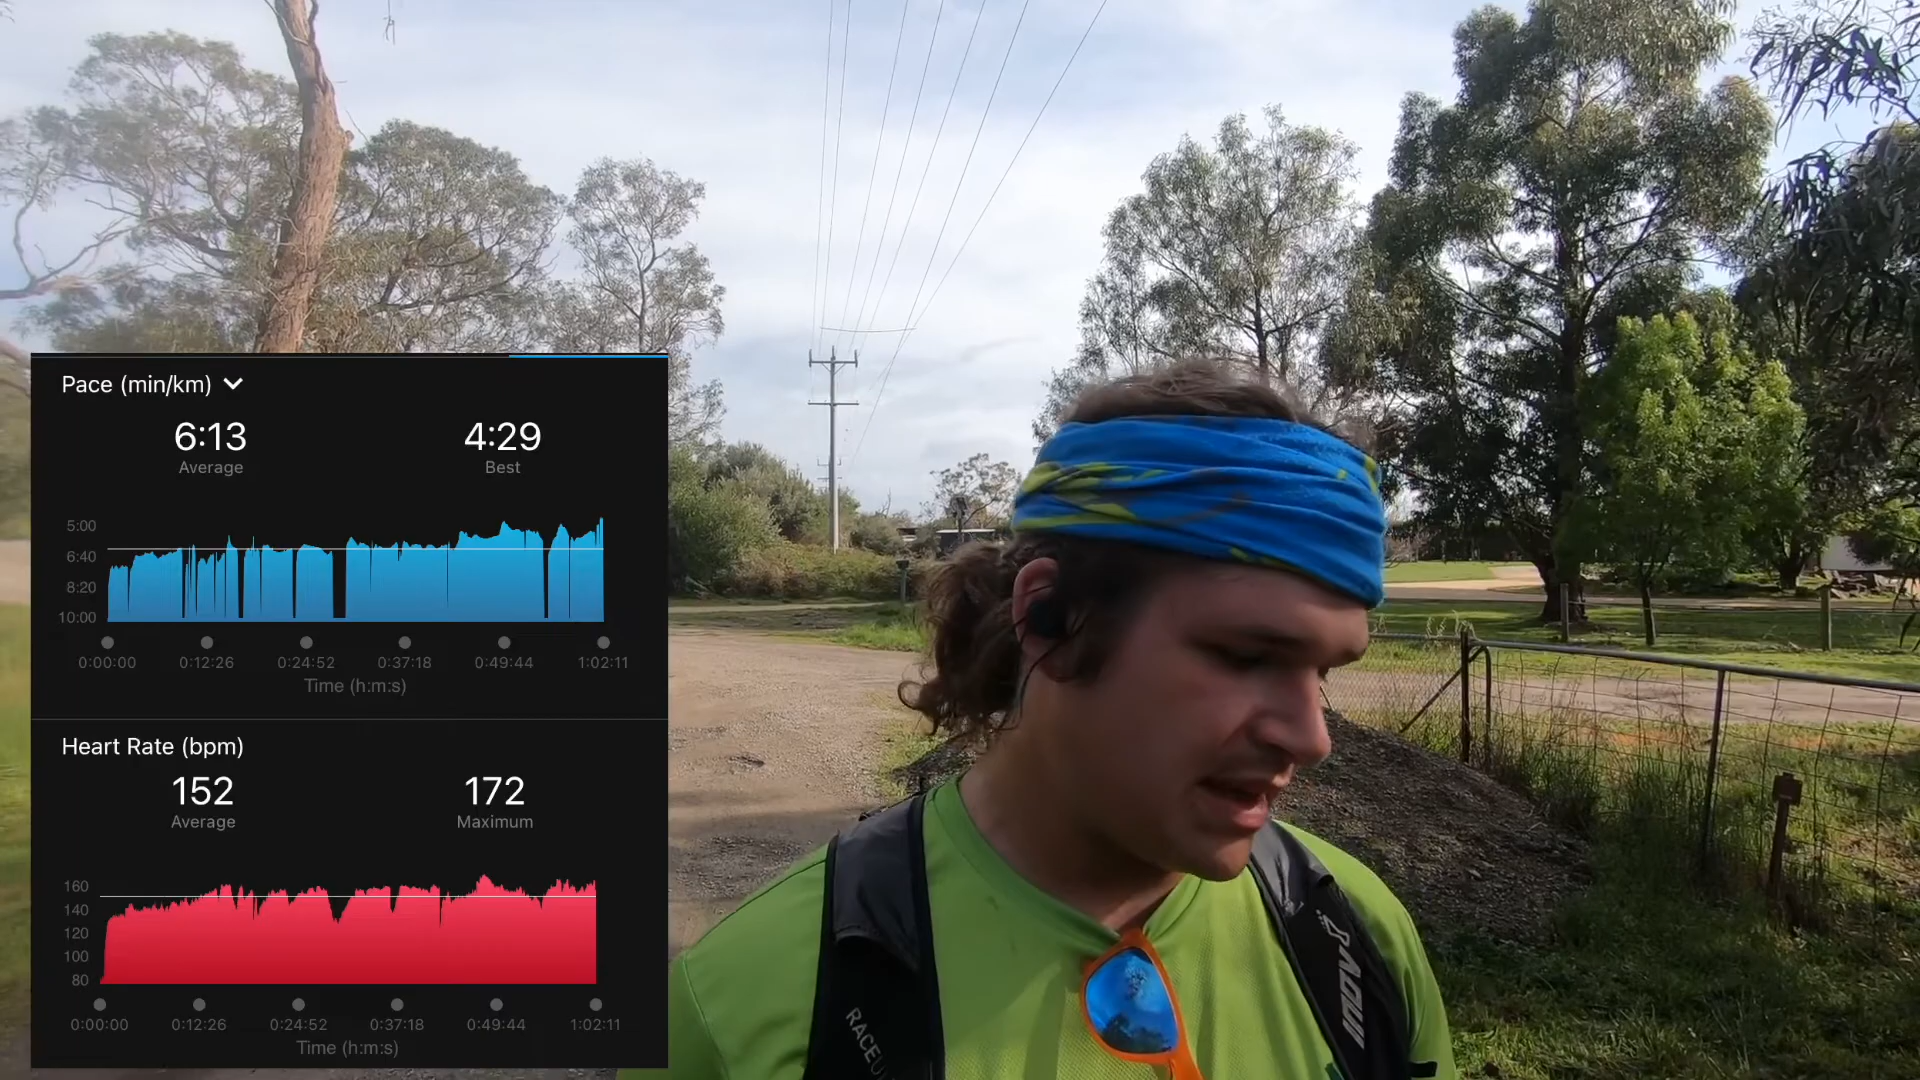 Pace (min/km)
6:13
4:29
Average
Best
5:00
6:40
8:20
10:00
0:00:00
0:12:26
0:24:52
0:37:18
0:49:44
1:02:11
Time (h:m:s)
Heart Rate (bpm)
152
172
Average
Maximum
160
140
120
100
80
0:00:00
0:12:26
0:24:52
0:37:18
0:49:44
1:02:11
Time (h:m:s)
INOV